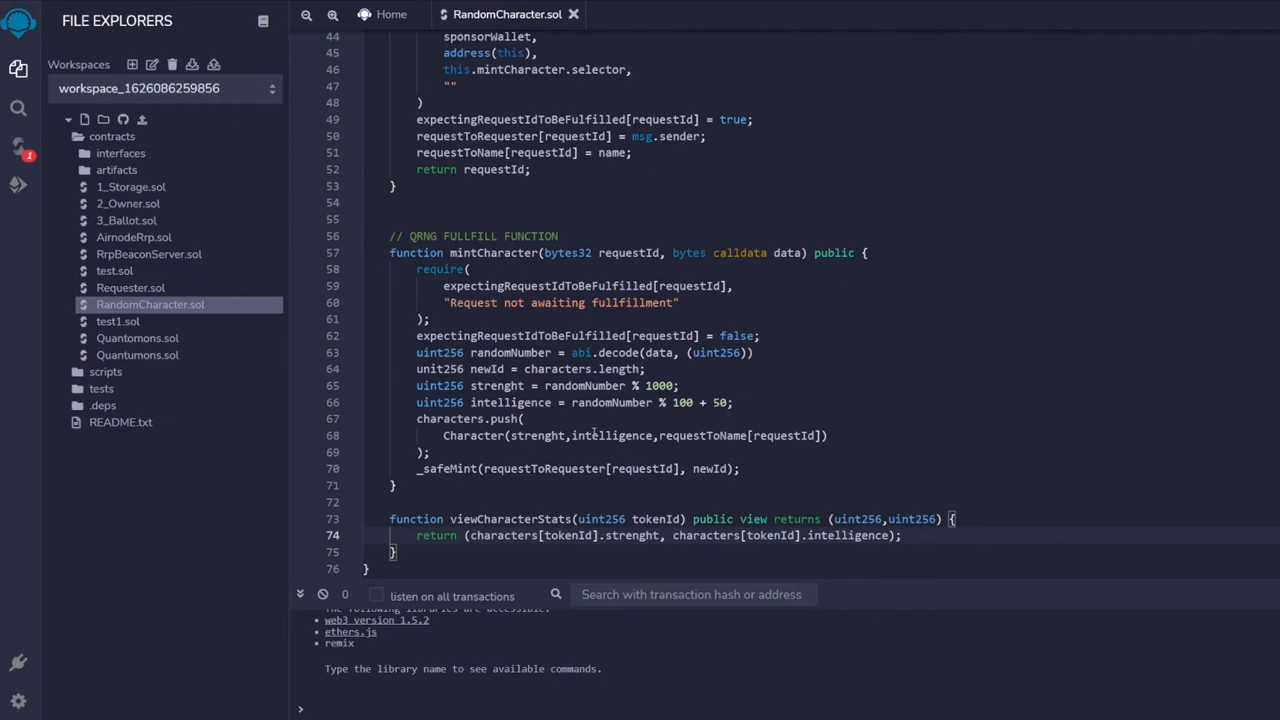 FILE EXPLORERS
Workspaces
workspace_1626086259856
contracts
interfaces
artifacts
1_Storage.sol
2_Owner.sol
3_Ballot.sol
AirnodeRrp.sol
RrpBeaconServer.sol
test.sol
Requester.sol
RandomCharacter.sol
test1.sol
Quantomons.sol
Quantumons.sol
scripts
tests
.deps
README.txt
1
Home
RandomCharacter.sol
44 sponsorWallet,
45 address(this),
46 this.mintCharacter.selector,
47 ""
48 )
49 expectingRequestIdToBeFulfilled[requestId] = true;
50 requestToRequester[requestId] = msg.sender;
51 requestToName[requestId] = name;
52 return requestId;
53 }
54
55
56 // QRNG FULLFILL FUNCTION
57 function mintCharacter(bytes32 requestId, bytes calldata data) public {
58 require(
59 expectingRequestIdToBeFulfilled[requestId],
60 "Request not awaiting fullfillment"
61 );
62 expectingRequestIdToBeFulfilled[requestId] = false;
63 uint256 randomNumber = abi.decode(data, (uint256))
64 unit256 newId = characters.length;
65 uint256 strenght = randomNumber % 1000;
66 uint256 intelligence = randomNumber % 100 + 50;
67 characters.push(
68 Character(strenght,intelligence,requestToName[requestId])
69 );
70 _safeMint(requestToRequester[requestId], newId);
71 }
72
73 function viewCharacterStats(uint256 tokenId) public view returns (uint256,uint256) {
74 return (characters[tokenId].strenght, characters[tokenId].intelligence);
75 }
76 }
0
listen on all transactions
Search with transaction hash or address
The following libraries are accessible:
• web3 version 1.5.2
• ethers.js
• remix
Type the library name to see available commands.
>